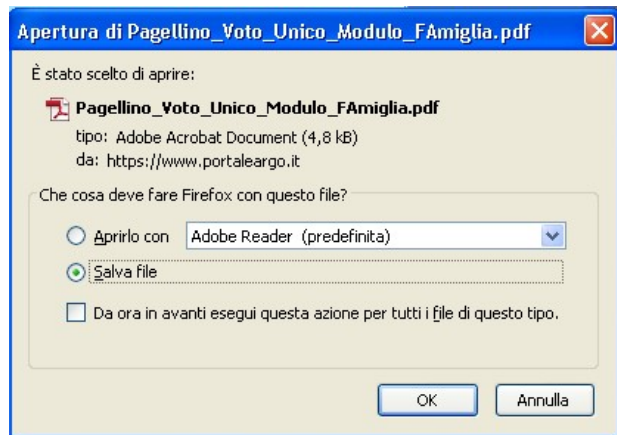 Apertura di Pagellino_Voto_Unico_Modulo_FAmiglia.pdf
È stato scelto di aprire:
Pagellino_Voto_Unico_Modulo_FAmiglia.pdf
tipo: Adobe Acrobat Document (4,8 kB)
da: https://www.portaleargo.it
Che cosa deve fare Firefox con questo file?
Aprirlo con Adobe Reader (predefinita)
Salva file
Da ora in avanti esegui questa azione per tutti i file di questo tipo.
OK Annulla